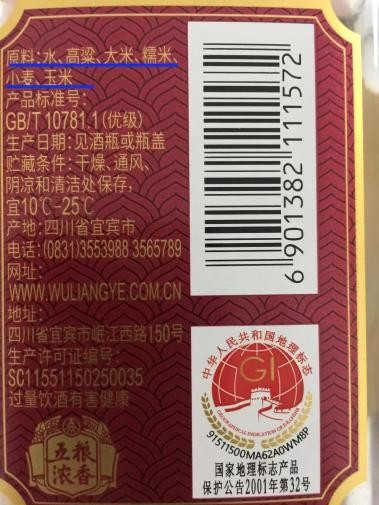 原料:水、高粱、大米、糯米、
小麦、玉米
产品标准号:
GB/T10781.1(优级)
生产日期:见酒瓶或瓶盖
贮藏条件:干燥、通风、
阴凉和清洁处保存,
宜10℃-25℃
产地:四川省宜宾市
电话:(0831)3553988 3565789
网址:
WWW.WULIANGYE.COM.CN
地址:
四川省宜宾市岷江西路150号
生产许可证编号:
SC11551150250035
过量饮酒有害健康
五粮
浓香
6 901382 111572
中华人民共和国地理标志
GI
GEOGRAPHICAL INDICATION OF P.R.CHINA
91511500MA62A0WM8P
国家地理标志产品
保护公告2001年第32号